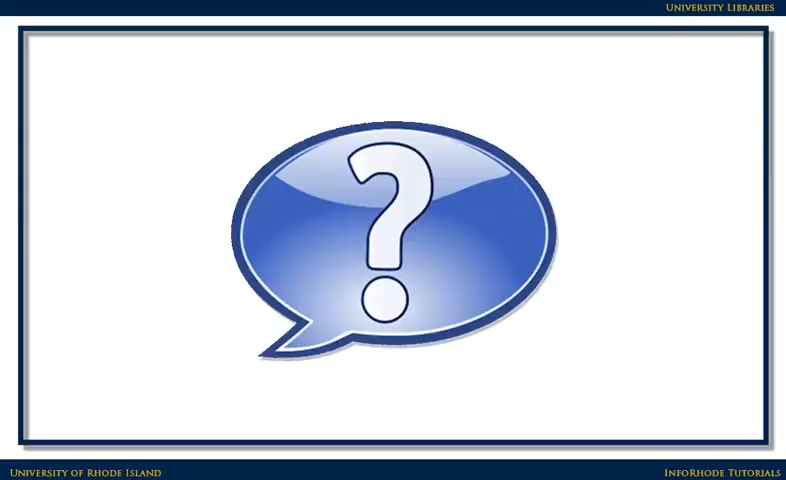 University Libraries
?
University of Rhode Island
InfoRhode Tutorials